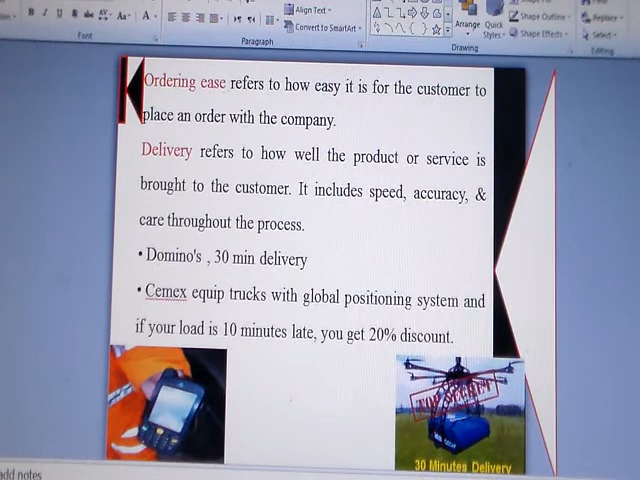 Align Text
Convert to SmartArt
Arrange
Quick
Styles
Shape Outline
Shape Effects
Replace
Select
Font
Paragraph
Drawing
Editing
Ordering ease refers to how easy it is for the customer to
place an order with the company.
Delivery refers to how well the product or service is
brought to the customer. It includes speed, accuracy, &
care throughout the process.
• Domino's , 30 min delivery
• Cemex equip trucks with global positioning system and
if your load is 10 minutes late, you get 20% discount.
TOP SECRET
30 Minutes Delivery
add notes